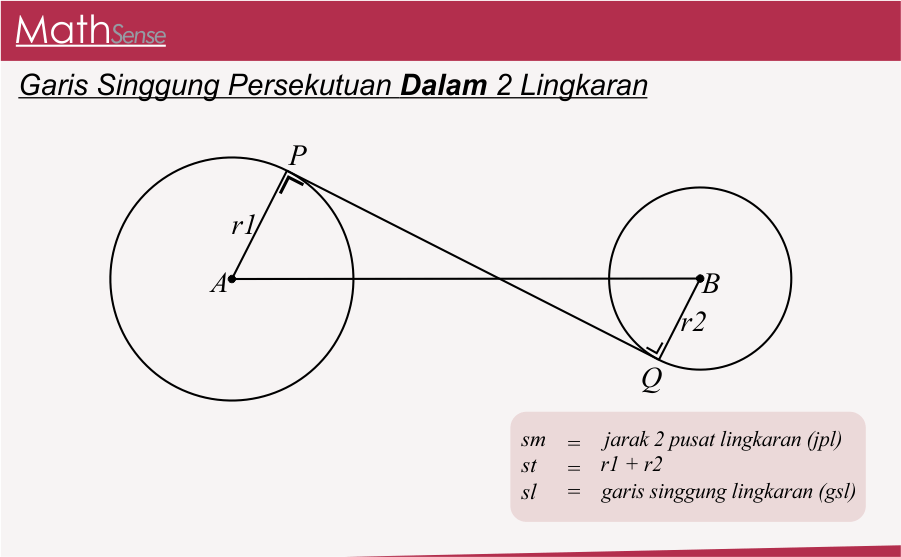 MathSense
Garis Singgung Persekutuan Dalam 2 Lingkaran
P
r1
A
B
r2
Q
sm = jarak 2 pusat lingkaran (jpl)
st = r1 + r2
sl = garis singgung lingkaran (gsl)